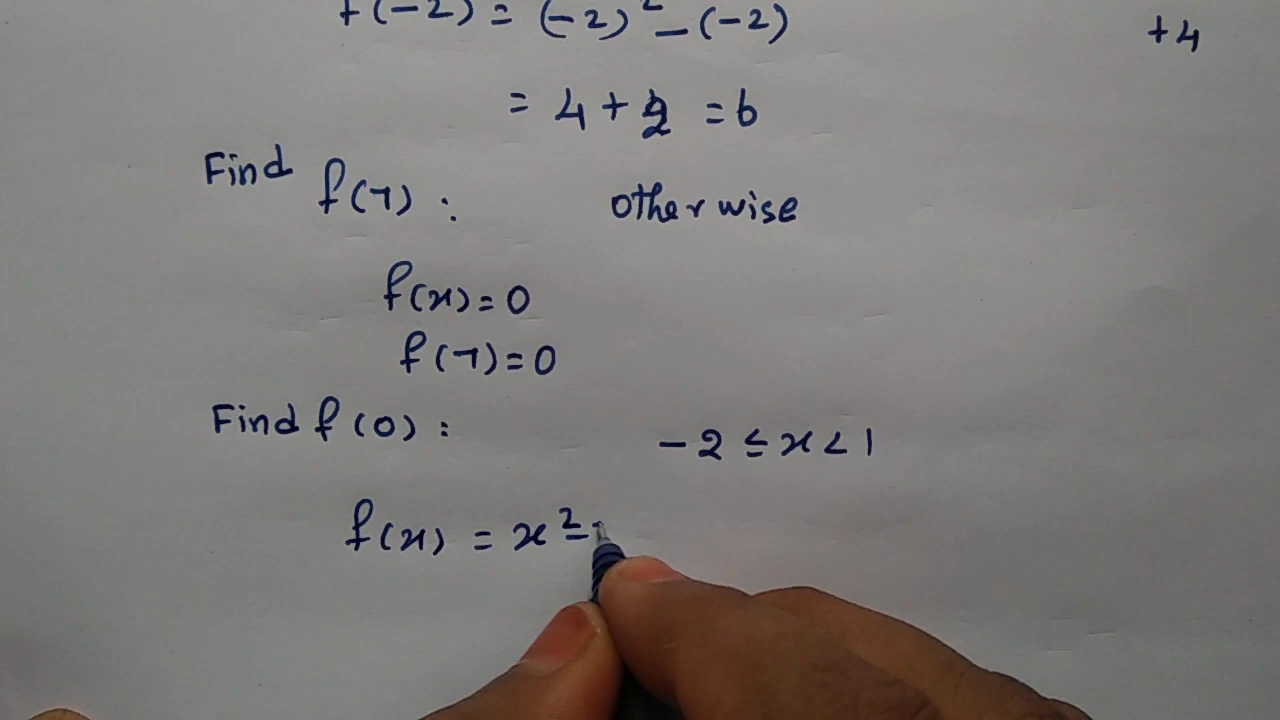 f(-2) = (-2)² - (-2)
+4
= 4 + 2 = 6
Find f(7) :
otherwise
f(x) = 0
f(7) = 0
Find f(0) :
-2 ≤ x < 1
f(x) = x² -